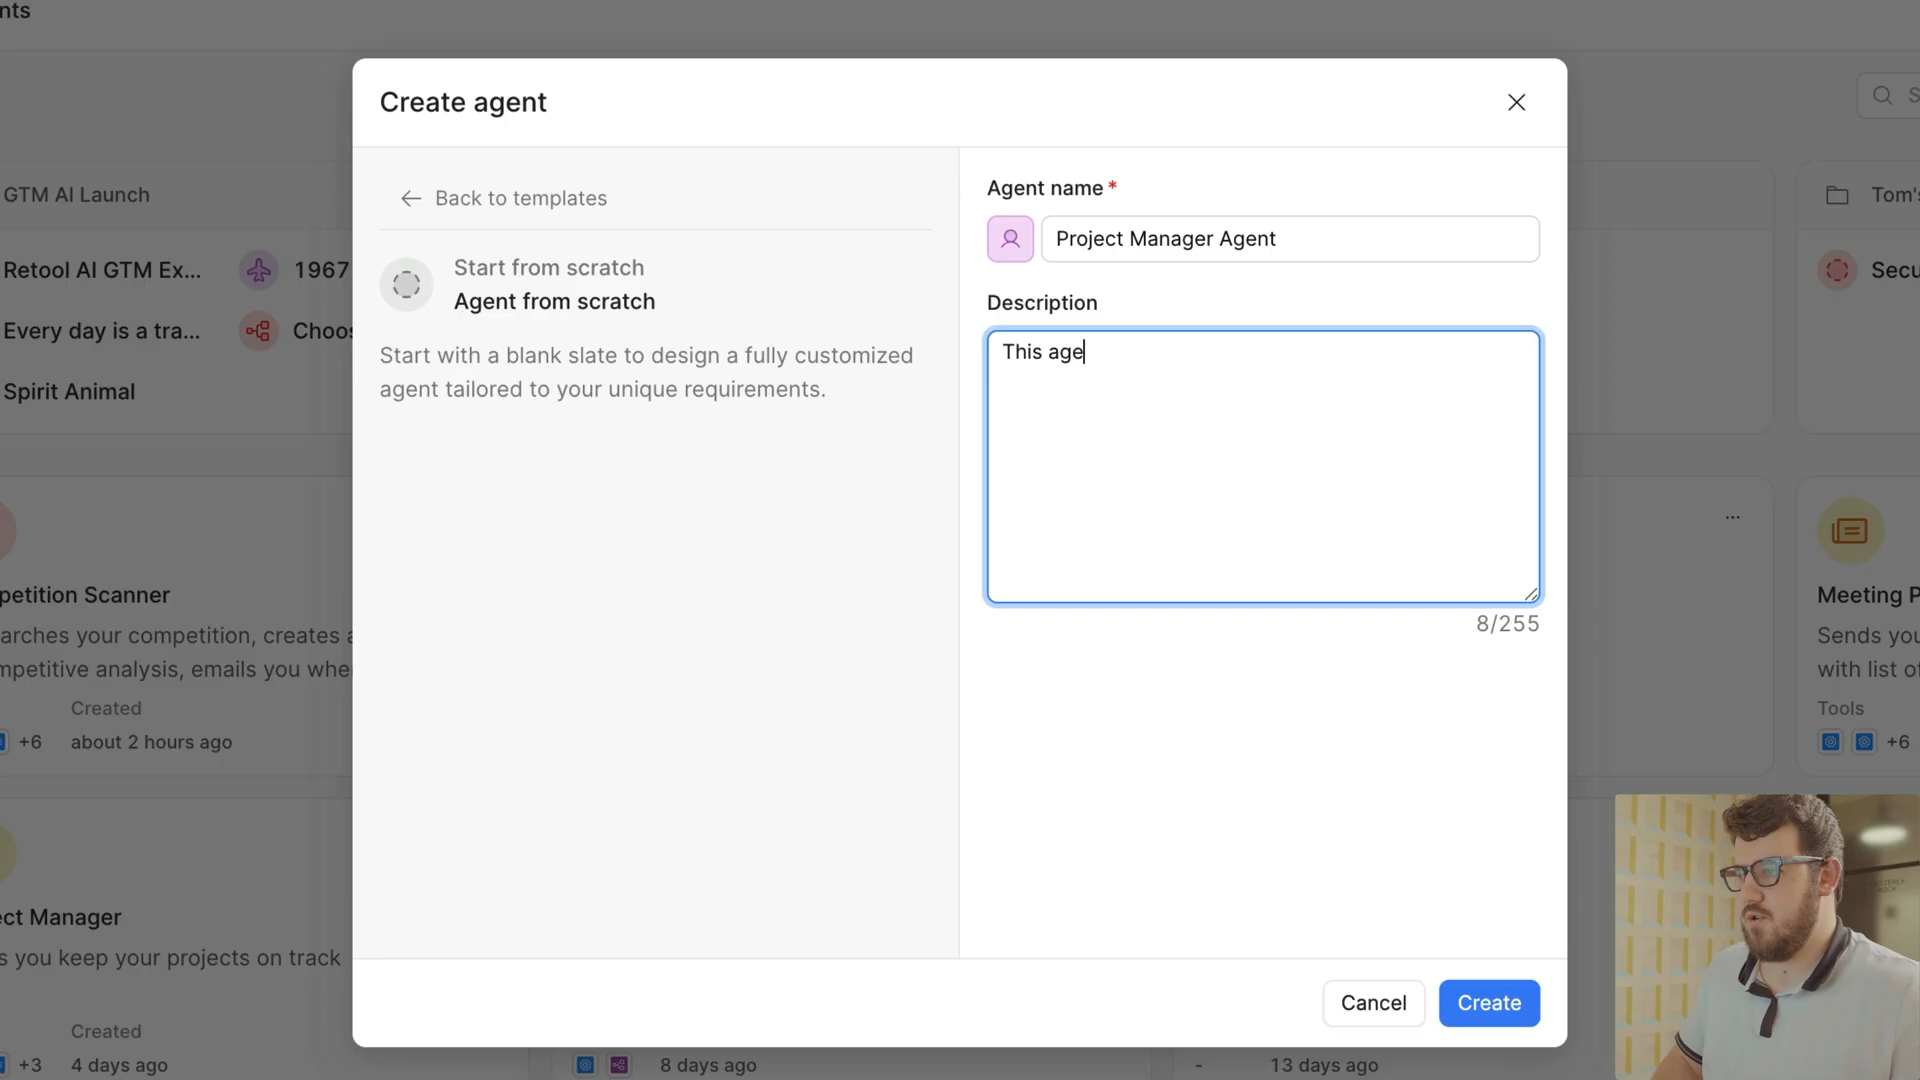 nts
Create agent
GTM AI Launch
Retool AI GTM Ex...
1967
Every day is a tra...
Choos
Spirit Animal
Back to templates
Start from scratch
Agent from scratch
Start with a blank slate to design a fully customized
agent tailored to your unique requirements.
Agent name *
Project Manager Agent
Description
This age
8/255
Cancel
Create
S
Tom's
Secu
petition Scanner
arches your competition, creates a
mpetitive analysis, emails you whe
Created
+6
about 2 hours ago
...
Meeting P
Sends you
with list of
Tools
+6
ct Manager
s you keep your projects on track
Created
+3
4 days ago
8 days ago
-
13 days ago